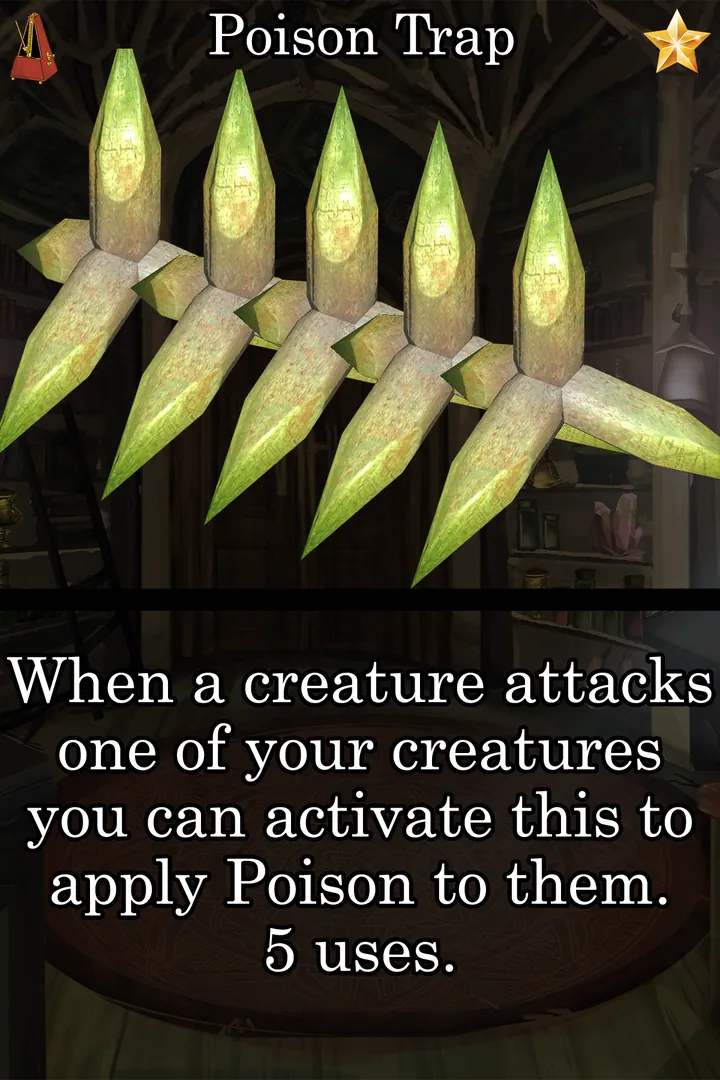 Poison Trap
When a creature attacks
one of your creatures
you can activate this to
apply Poison to them.
5 uses.